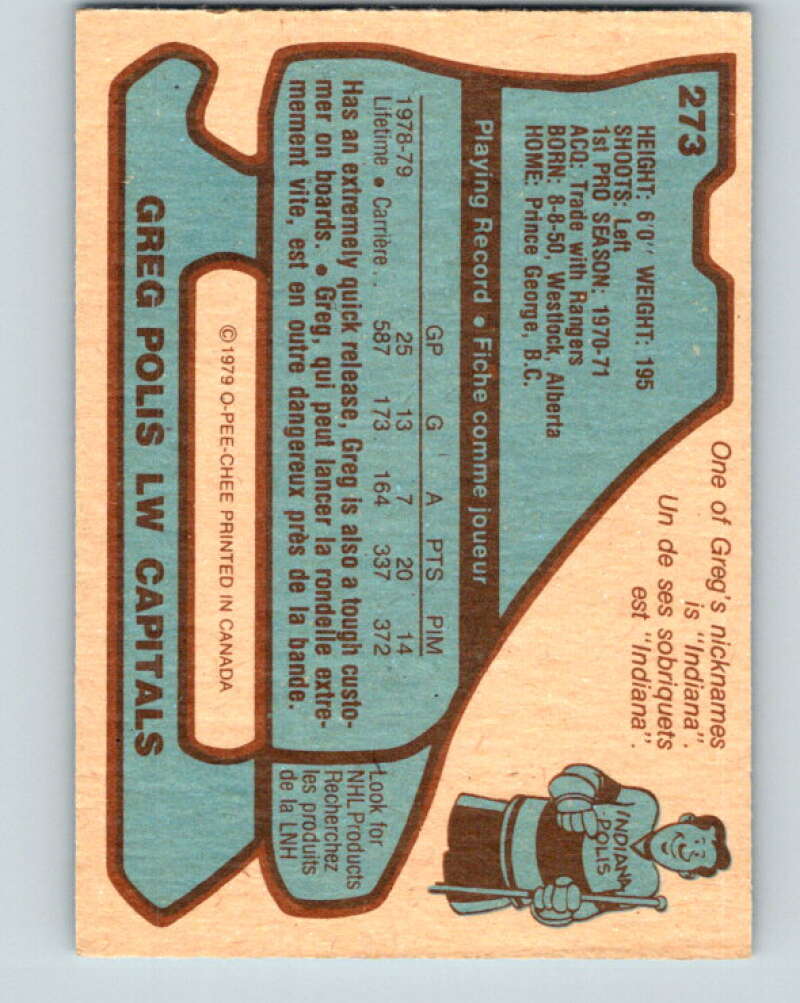 273
HEIGHT: 6'0" WEIGHT: 195
SHOOTS: Left
1st PRO SEASON: 1970-71
ACQ: Trade with Rangers
BORN: 8-8-50, Westlock, Alberta
HOME: Prince George, B.C.
One of Greg's nicknames
is "Indiana".
Un de ses sobriquets
est "Indiana".
INDIANA
POLIS
Playing Record • Fiche comme joueur
GP G A PTS PIM
1978-79 25 13 7 20 14
Lifetime • Carrière . . 587 173 164 337 372
Has an extremely quick release, Greg is also a tough custo-
mer on boards. • Greg, qui peut lancer la rondelle extre-
mement vite, est en outre dangereux près de la bande.
Look for
NHL Products
Recherchez
les produits
de la LNH
©1979 O-PEE-CHEE PRINTED IN CANADA
GREG POLIS LW CAPITALS